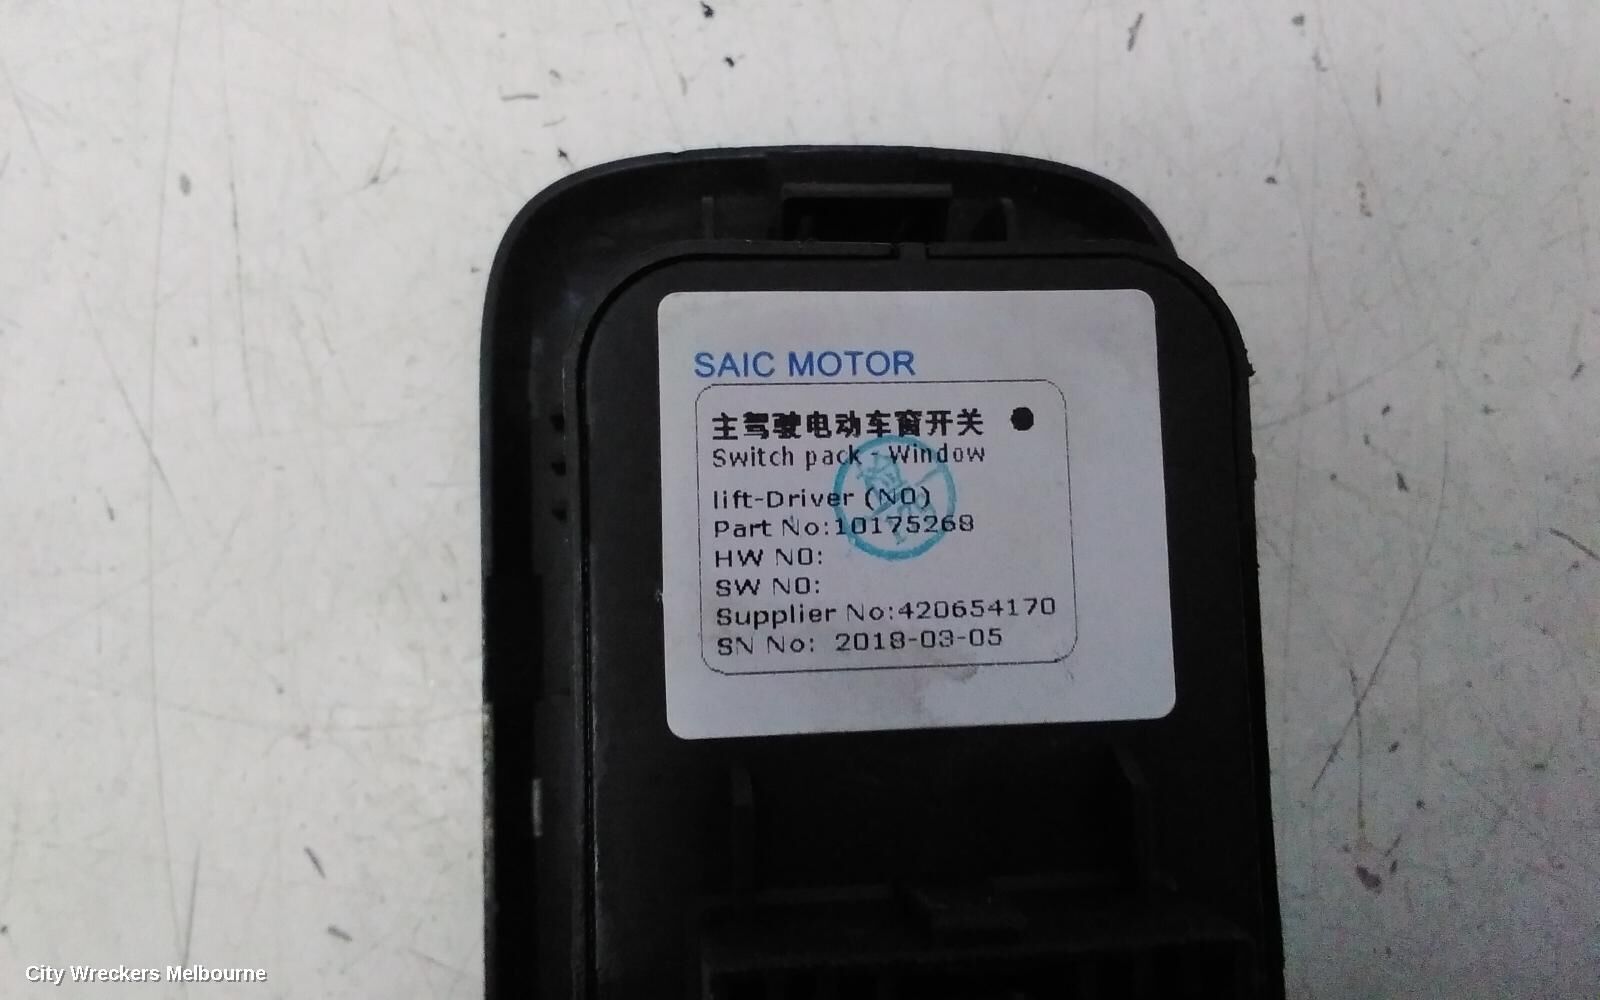 SAIC MOTOR
主驾驶电动车窗开关
Switch pack - Window
lift-Driver (NO)
Part No:10175268
HW NO:
SW NO:
Supplier No:420654170
SN No: 2018-03-05
City Wreckers Melbourne